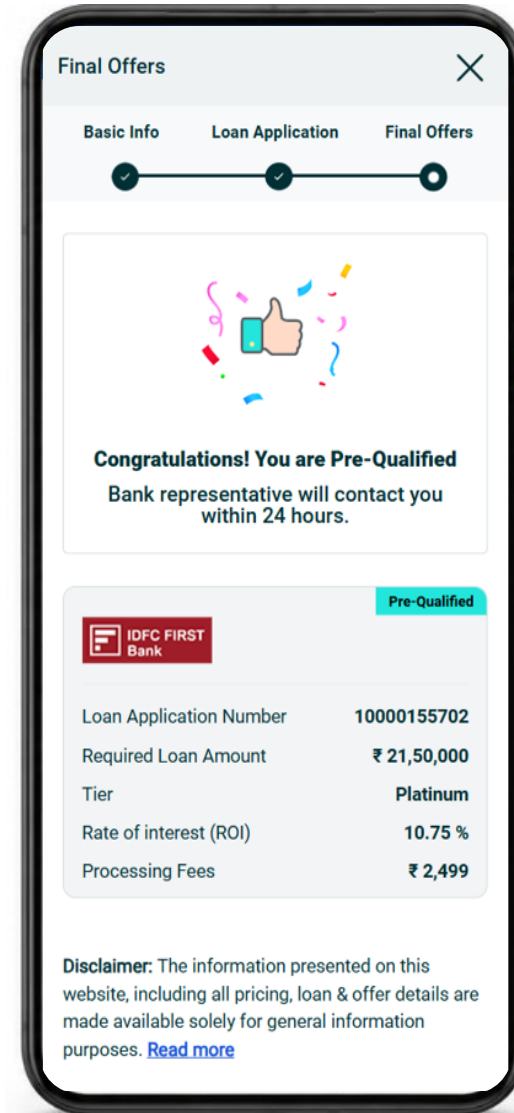 Final Offers
Basic Info Loan Application Final Offers
Congratulations! You are Pre-Qualified
Bank representative will contact you
within 24 hours.
Pre-Qualified
IDFC FIRST
Bank
Loan Application Number 10000155702
Required Loan Amount ₹ 21,50,000
Tier Platinum
Rate of interest (ROI) 10.75 %
Processing Fees ₹ 2,499
Disclaimer: The information presented on this
website, including all pricing, loan & offer details are
made available solely for general information
purposes. Read more